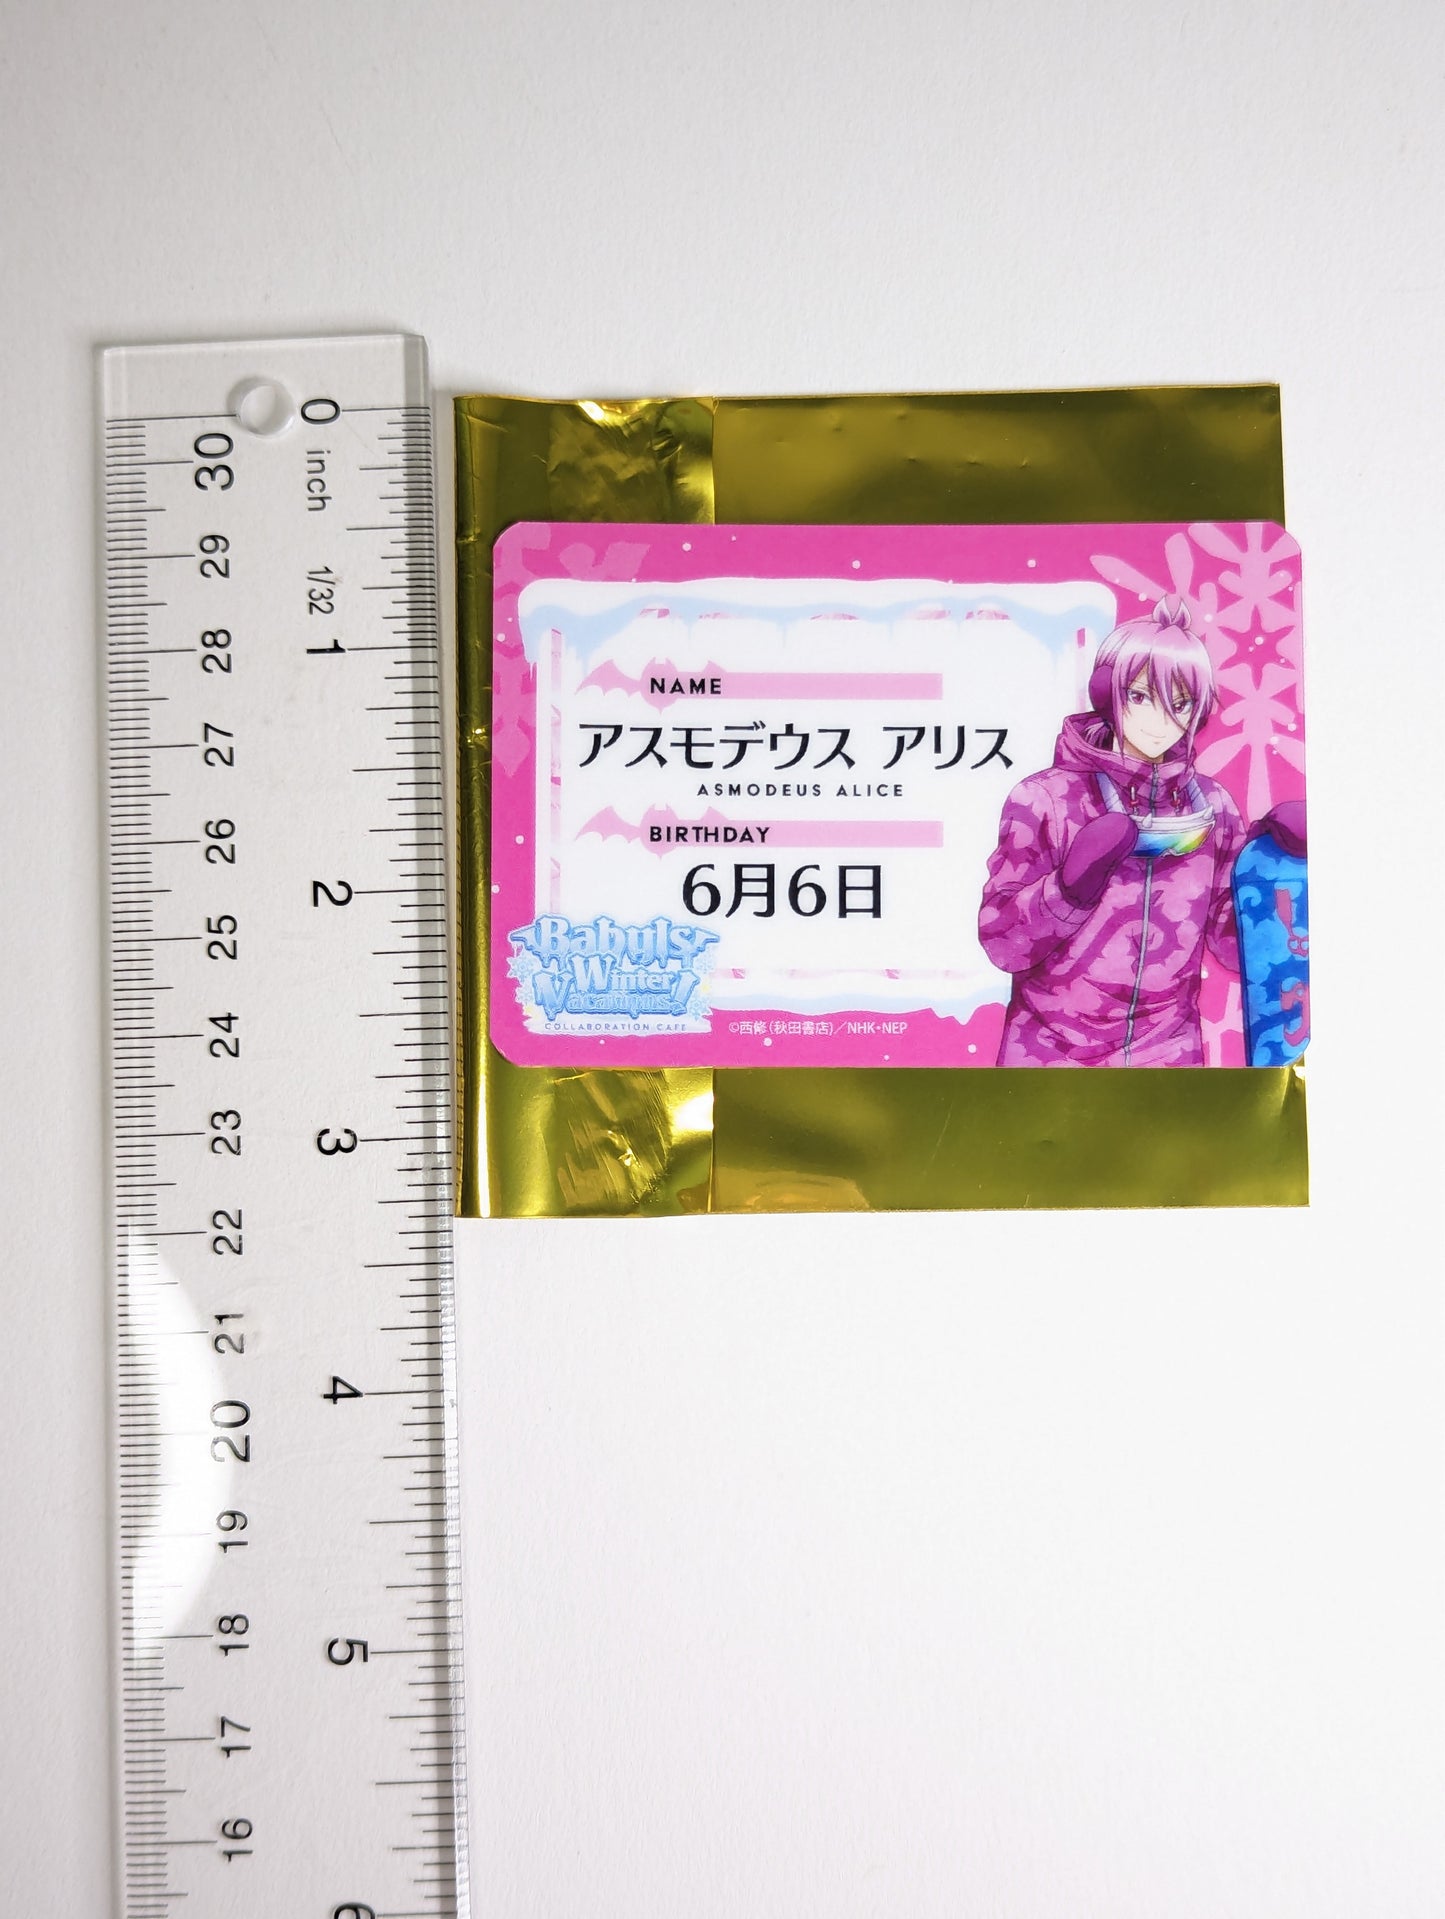 0
inch
1/32
1
2
3
4
5
6
30
29
28
27
26
25
24
23
22
21
20
19
18
17
16
NAME
アスモデウス アリス
ASMODEUS ALICE
BIRTHDAY
6月6日
Babyls
Winter
Vacations!
COLLABORATION CAFE
©西修(秋田書店)/NHK・NEP